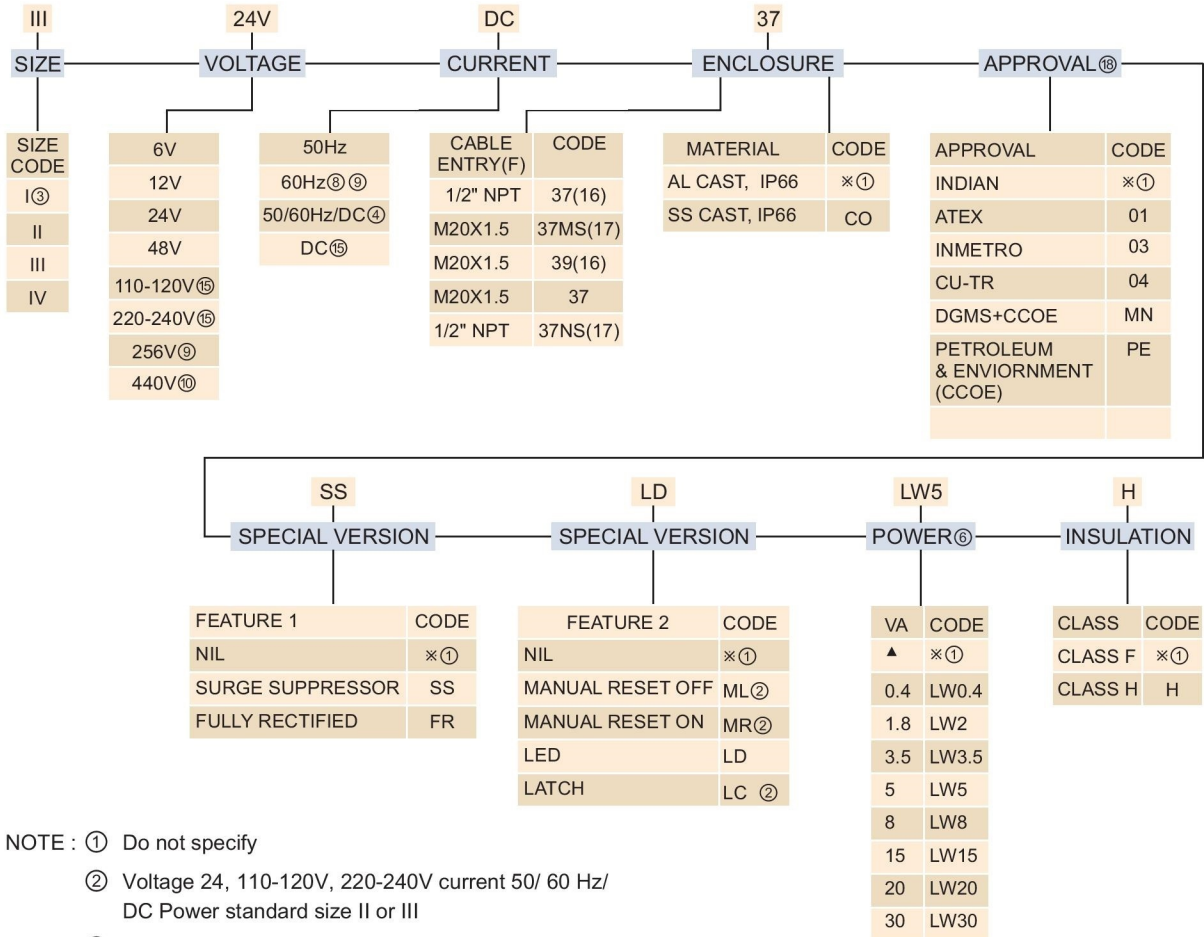 III 24V DC 37
SIZE VOLTAGE CURRENT ENCLOSURE APPROVAL⑱
SIZE
CODE
I③
II
III
IV
6V
12V
24V
48V
110-120V⑮
220-240V⑮
256V⑨
440V⑩
50Hz
60Hz⑧⑨
50/60Hz/DC④
DC⑮
CABLE CODE
ENTRY(F)
1/2" NPT 37(16)
M20X1.5 37MS(17)
M20X1.5 39(16)
M20X1.5 37
1/2" NPT 37NS(17)
MATERIAL CODE
AL CAST, IP66 ※①
SS CAST, IP66 CO
APPROVAL CODE
INDIAN ※①
ATEX 01
INMETRO 03
CU-TR 04
DGMS+CCOE MN
PETROLEUM PE
& ENVIORNMENT
(CCOE)
SS LD LW5 H
SPECIAL VERSION SPECIAL VERSION POWER⑥ INSULATION
FEATURE 1 CODE
NIL ※①
SURGE SUPPRESSOR SS
FULLY RECTIFIED FR
FEATURE 2 CODE
NIL ※①
MANUAL RESET OFF ML②
MANUAL RESET ON MR②
LED LD
LATCH LC ②
VA CODE
▲ ※①
0.4 LW0.4
1.8 LW2
3.5 LW3.5
5 LW5
8 LW8
15 LW15
20 LW20
30 LW30
CLASS CODE
CLASS F ※①
CLASS H H
NOTE : ① Do not specify
② Voltage 24, 110-120V, 220-240V current 50/ 60 Hz/
DC Power standard size II or III